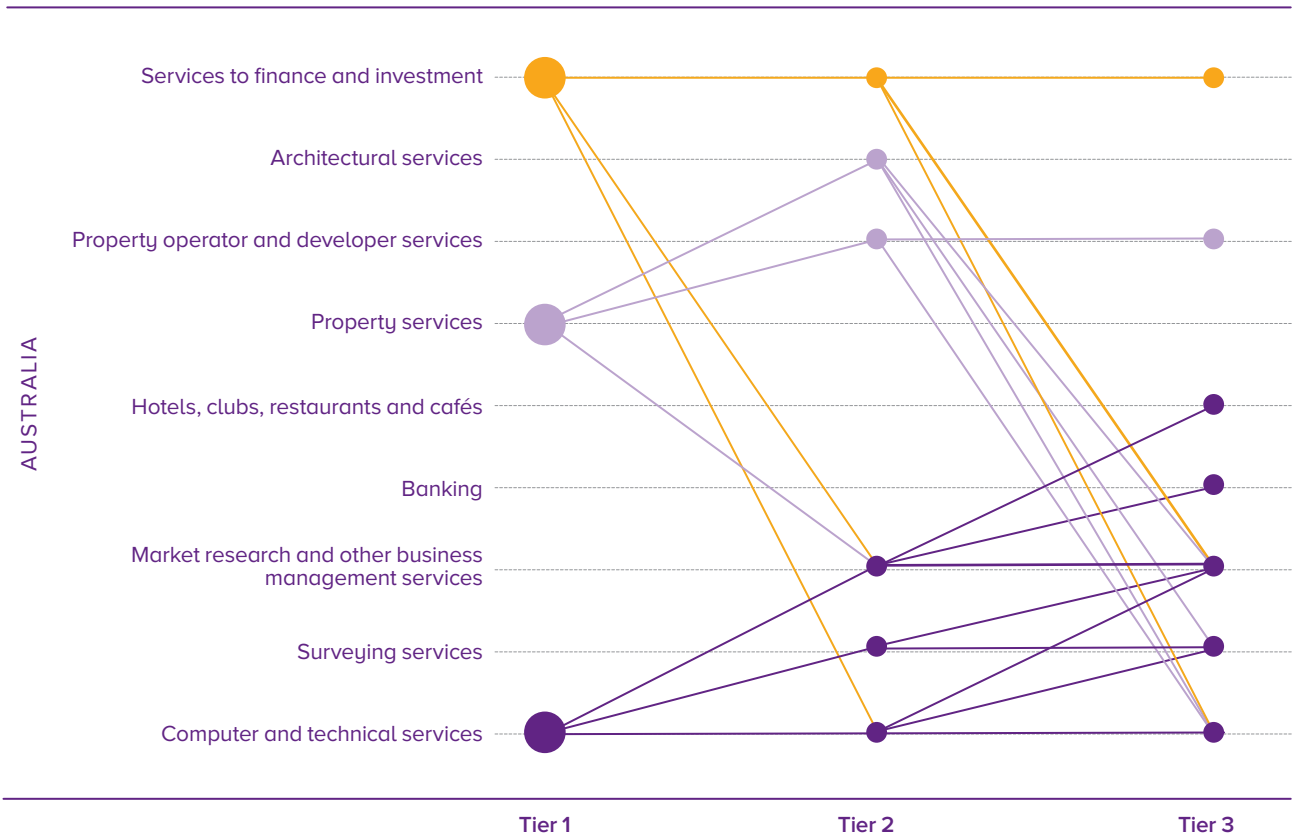 AUSTRALIA
Services to finance and investment
Architectural services
Property operator and developer services
Property services
Hotels, clubs, restaurants and cafés
Banking
Market research and other business
management services
Surveying services
Computer and technical services
Tier 1
Tier 2
Tier 3